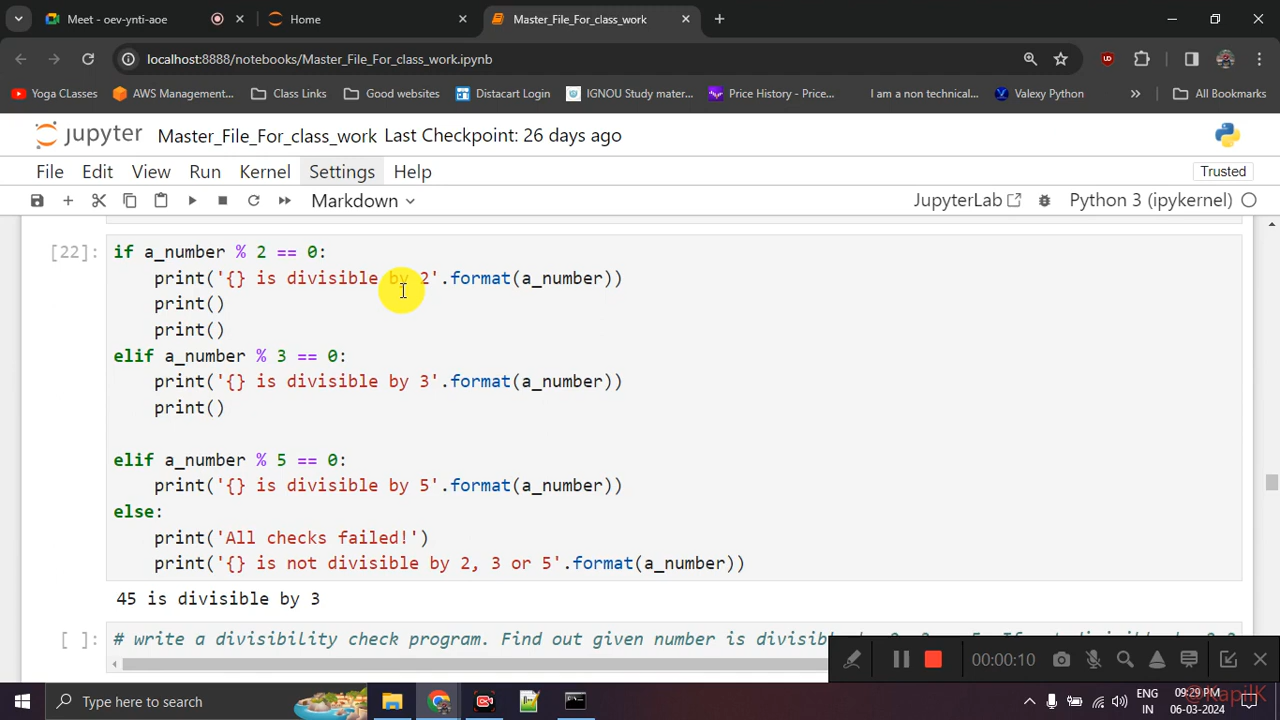 Meet - oev-ynti-aoe
Home
Master_File_For_class_work
localhost:8888/notebooks/Master_File_For_class_work.ipynb
Yoga CLasses
AWS Management...
Class Links
Good websites
Distacart Login
IGNOU Study mater...
Price History - Price...
I am a non technical...
Valexy Python
All Bookmarks
jupyter Master_File_For_class_work Last Checkpoint: 26 days ago
File Edit View Run Kernel Settings Help
Trusted
Markdown
JupyterLab
Python 3 (ipykernel)
[22]: if a_number % 2 == 0:
print('{} is divisible by 2'.format(a_number))
print()
print()
elif a_number % 3 == 0:
print('{} is divisible by 3'.format(a_number))
print()
elif a_number % 5 == 0:
print('{} is divisible by 5'.format(a_number))
else:
print('All checks failed!')
print('{} is not divisible by 2, 3 or 5'.format(a_number))
45 is divisible by 3
[ ]: # write a divisibility check program. Find out given number is
00:00:10
Type here to search
ENG
IN
09:29 PM
06-03-2024
@KapilK